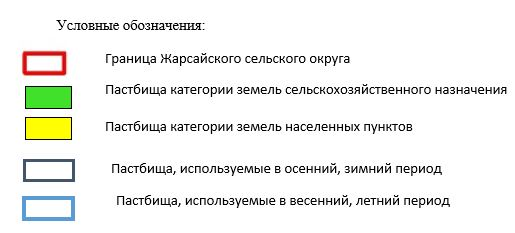 Условные обозначения:
Граница Жарсайского сельского округа
Пастбища категории земель сельскохозяйственного назначения
Пастбища категории земель населенных пунктов
Пастбища, используемые в осенний, зимний период
Пастбища, используемые в весенний, летний период